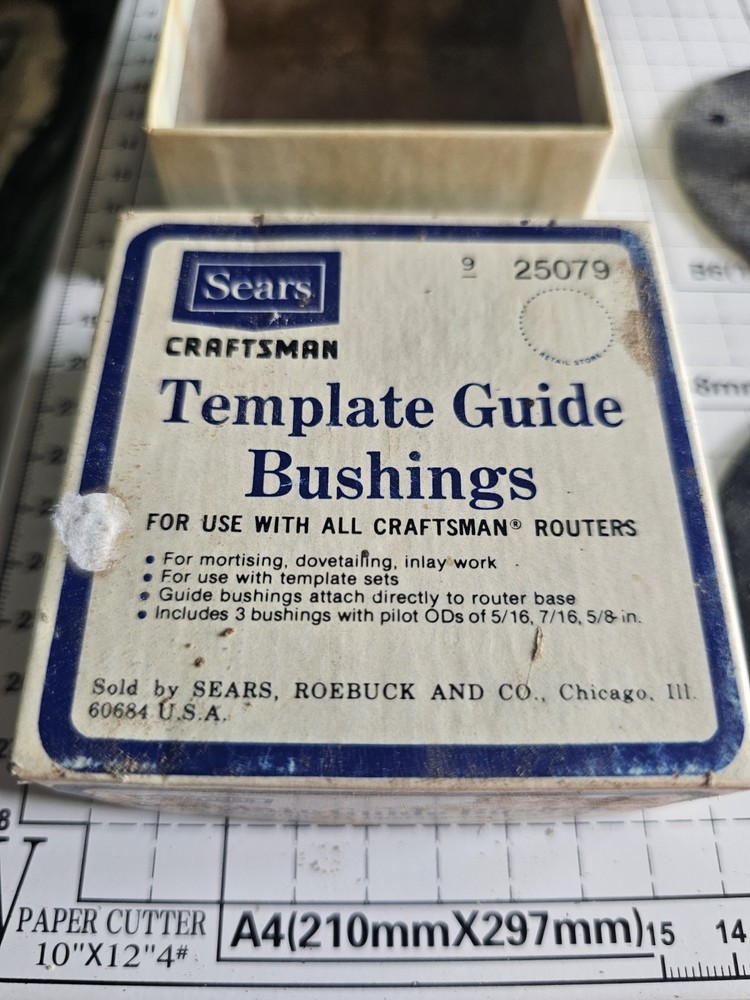 Sears
9 25079
RETAIL STORE
CRAFTSMAN
Template Guide
Bushings
FOR USE WITH ALL CRAFTSMAN® ROUTERS
• For mortising, dovetailing, inlay work
• For use with template sets
• Guide bushings attach directly to router base
• Includes 3 bushings with pilot ODs of 5/16, 7/16, 5/8 in.
Sold by SEARS, ROEBUCK AND CO., Chicago, Ill.
60684 U.S.A.
PAPER CUTTER
10"X12"4#
A4(210mmX297mm)
15 14